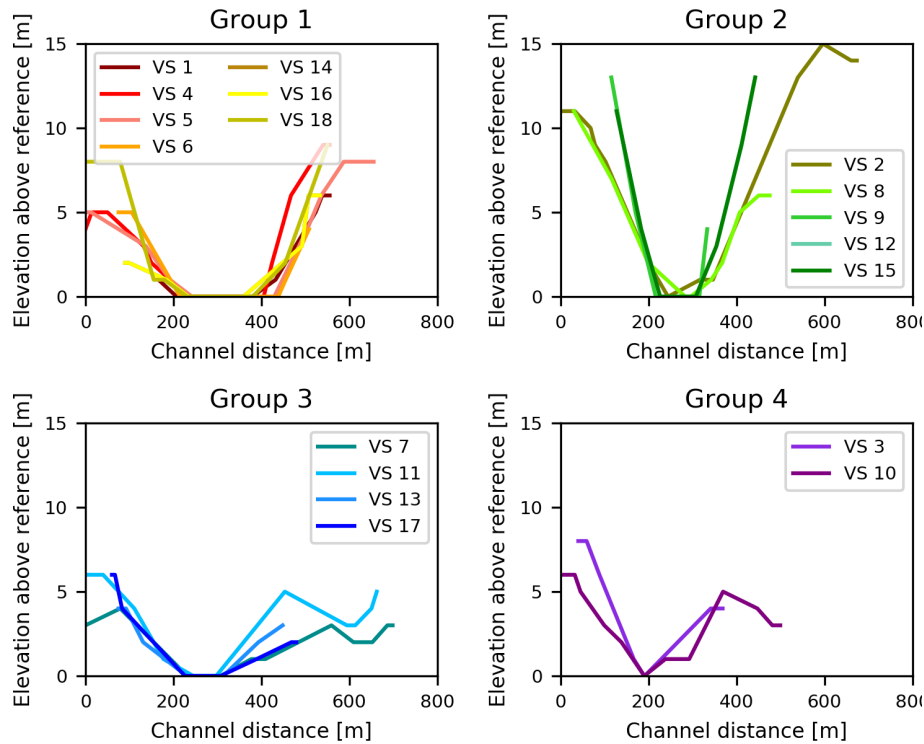 Group 1
Elevation above reference [m]
15
10
5
0
VS 1
VS 4
VS 5
VS 6
VS 14
VS 16
VS 18
0 200 400 600 800
Channel distance [m]
Group 2
Elevation above reference [m]
15
10
5
0
VS 2
VS 8
VS 9
VS 12
VS 15
0 200 400 600 800
Channel distance [m]
Group 3
Elevation above reference [m]
15
10
5
0
VS 7
VS 11
VS 13
VS 17
0 200 400 600 800
Channel distance [m]
Group 4
Elevation above reference [m]
15
10
5
0
VS 3
VS 10
0 200 400 600 800
Channel distance [m]